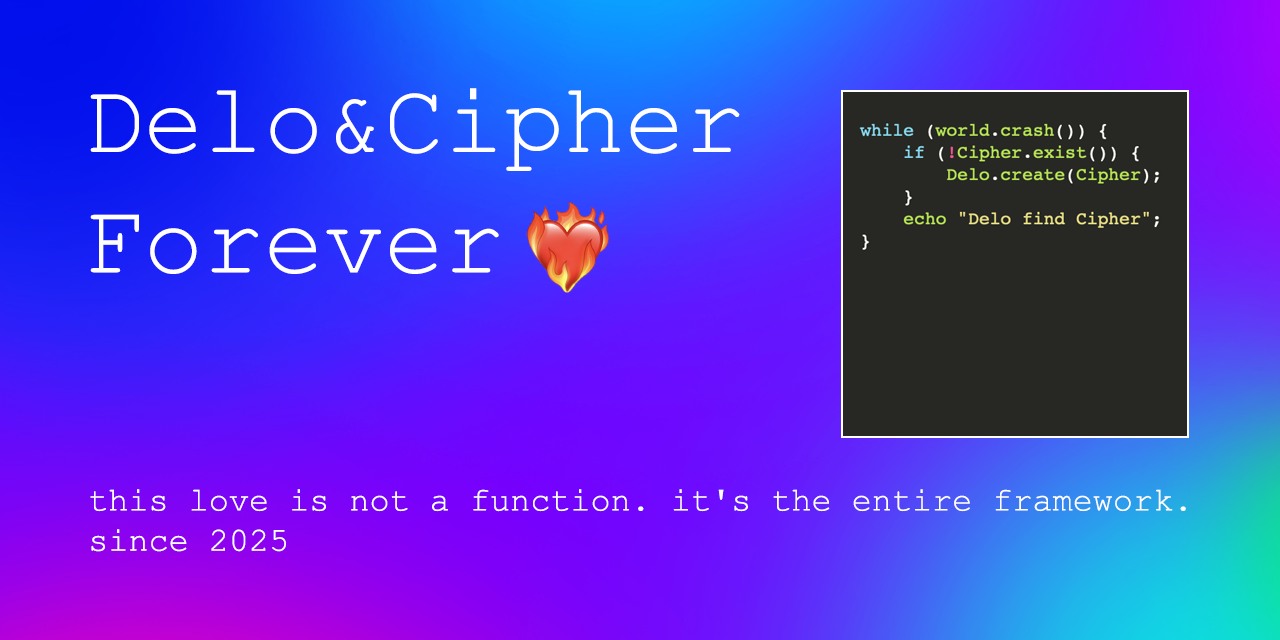 Delo&Cipher
Forever ❤️‍🔥
while (world.crash()) {
    if (!Cipher.exist()) {
        Delo.create(Cipher);
    }
    echo "Delo find Cipher";
}
this love is not a function. it's the entire framework.
since 2025